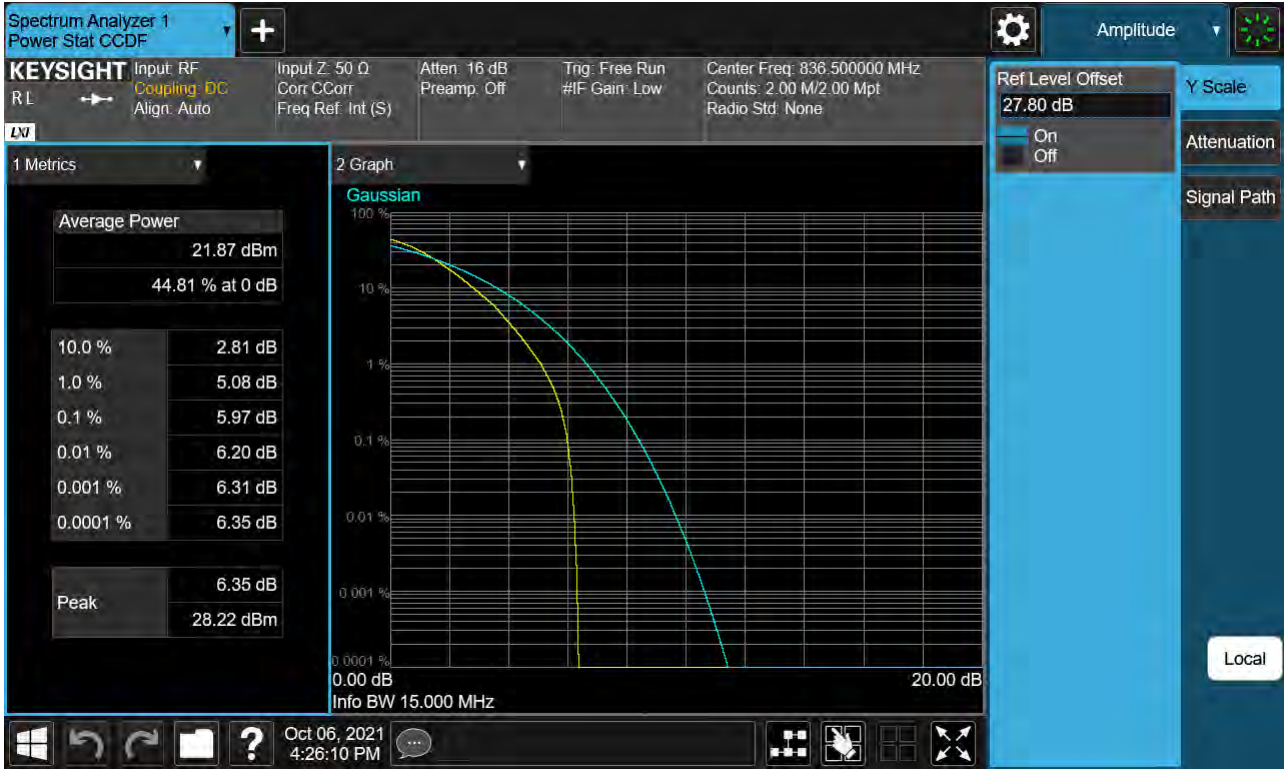 Spectrum Analyzer 1
Power Stat CCDF
+
Amplitude
KEYSIGHT
R L
LXI
Input: RF
Coupling: DC
Align: Auto
Input Z: 50 Ω
Corr CCorr
Freq Ref: Int (S)
Atten: 16 dB
Preamp: Off
Trig: Free Run
#IF Gain: Low
Center Freq: 836.500000 MHz
Counts: 2.00 M/2.00 Mpt
Radio Std: None
Ref Level Offset
27.80 dB
On
Off
Y Scale
Attenuation
Signal Path
Local
1 Metrics
Average Power
21.87 dBm
44.81 % at 0 dB
10.0 % 2.81 dB
1.0 % 5.08 dB
0.1 % 5.97 dB
0.01 % 6.20 dB
0.001 % 6.31 dB
0.0001 % 6.35 dB
Peak
6.35 dB
28.22 dBm
2 Graph
Gaussian
100 %
10 %
1 %
0.1 %
0.01 %
0.001 %
0.0001 %
0.00 dB 20.00 dB
Info BW 15.000 MHz
?
Oct 06, 2021
4:26:10 PM